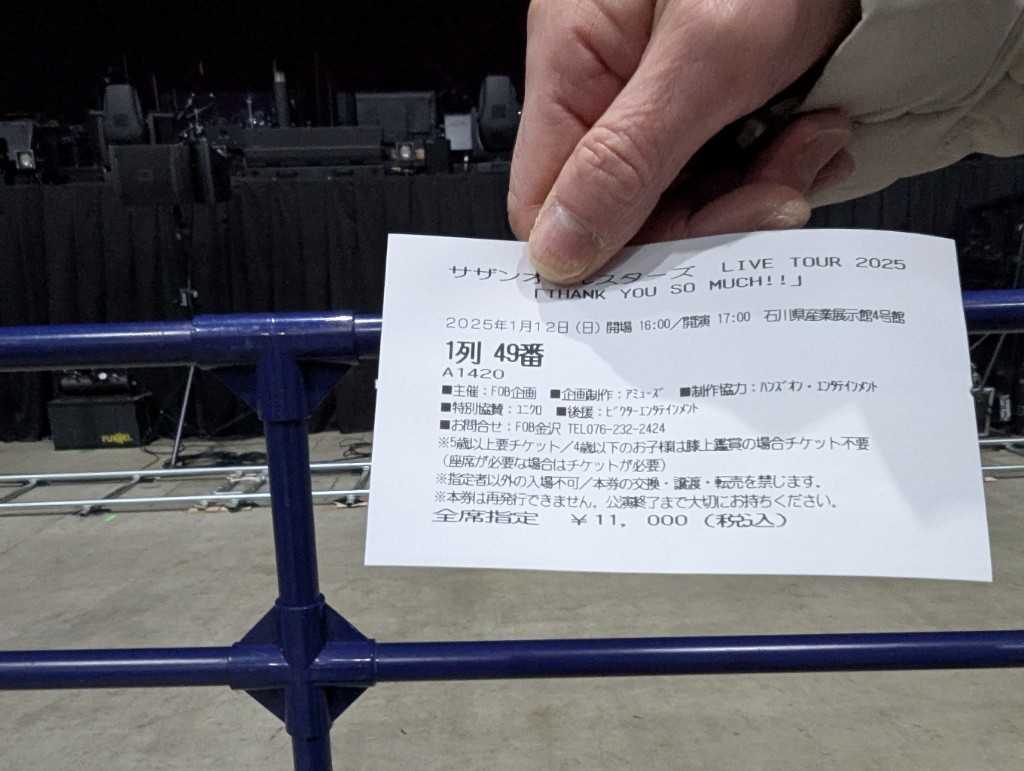 サザンオ スターズ LIVE TOUR 2025
「THANK YOU SO MUCH!!」
2025年1月12日(日) 開場 16:00/開演 17:00 石川県産業展示館4号館
1列 49番
A1420
■主催:FOB企画 ■企画制作:アミューズ ■制作協力:ハンズオン・エンタテインメント
■特別協賛:ユニクロ ■後援:ビクターエンタテインメント
■お問合せ:FOB金沢 TEL076-232-2424
※5歳以上要チケット/4歳以下のお子様は膝上鑑賞の場合チケット不要
(座席が必要な場合はチケットが必要)
※指定者以外の入場不可/本券の交換・譲渡・転売を禁じます。
※本券は再発行できません。公演終了まで大切にお持ちください。
全席指定 ¥11,000(税込)